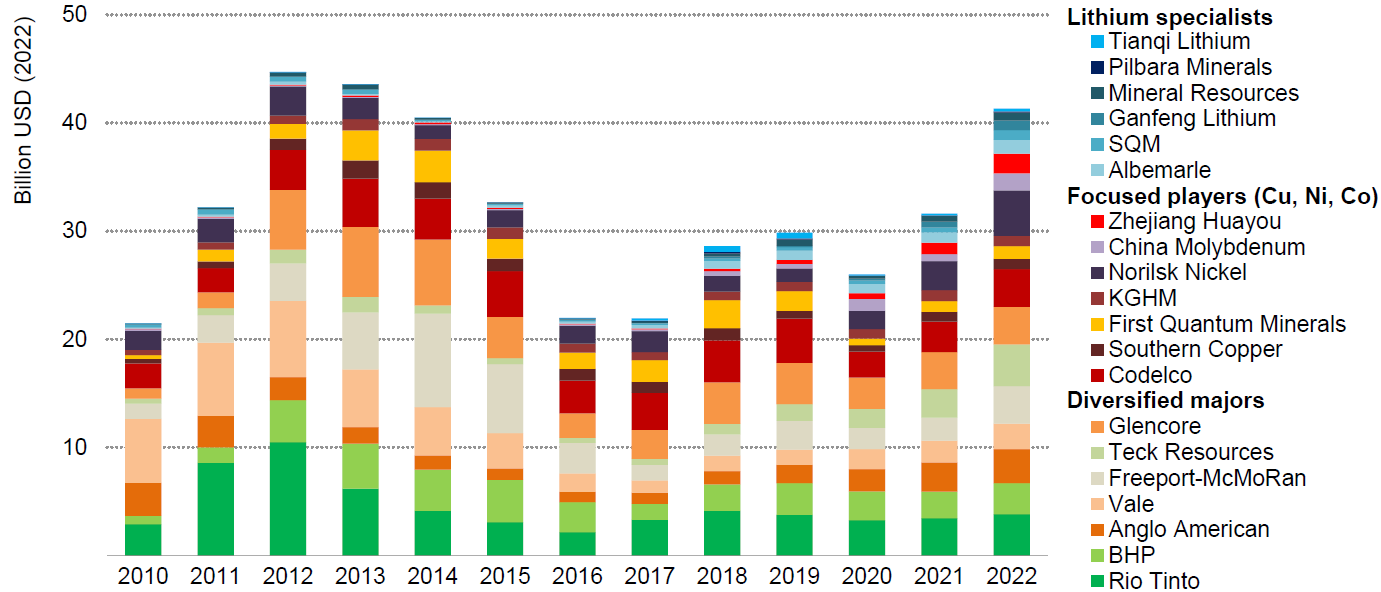 Billion USD (2022)
50
40
30
20
10
2010 2011 2012 2013 2014 2015 2016 2017 2018 2019 2020 2021 2022
Lithium specialists
Tianqi Lithium
Pilbara Minerals
Mineral Resources
Ganfeng Lithium
SQM
Albemarle
Focused players (Cu, Ni, Co)
Zhejiang Huayou
China Molybdenum
Norilsk Nickel
KGHM
First Quantum Minerals
Southern Copper
Codelco
Diversified majors
Glencore
Teck Resources
Freeport-McMoRan
Vale
Anglo American
BHP
Rio Tinto